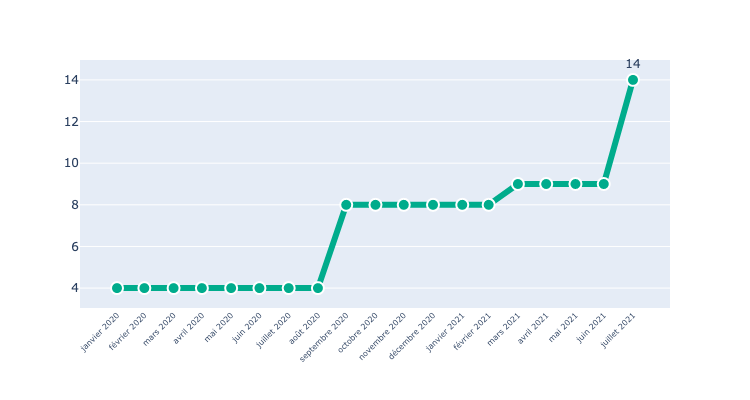 14
14
12
10
8
6
4
janvier 2020
février 2020
mars 2020
avril 2020
mai 2020
juin 2020
juillet 2020
août 2020
septembre 2020
octobre 2020
novembre 2020
décembre 2020
janvier 2021
février 2021
mars 2021
avril 2021
mai 2021
juin 2021
juillet 2021